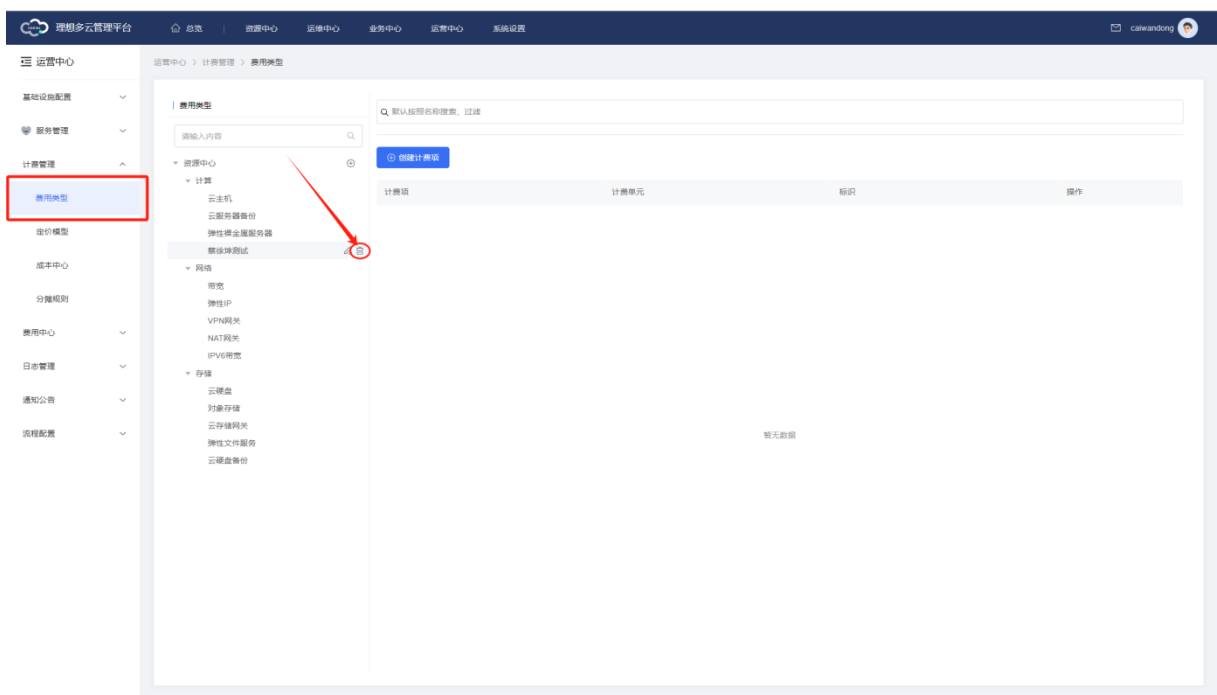 理想多云管理平台 总览 资源中心 运维中心 业务中心 运营中心 系统设置 caiwandong
运营中心
运营中心 > 计费管理 > 费用类型
基础设施配置
服务管理
计费管理
费用类型
定价模型
成本中心
分摊规则
费用中心
日志管理
通知公告
流程配置
费用类型
请输入内容
资源中心
计算
云主机
云服务器备份
弹性裸金属服务器
蔡徐坤测试
网络
带宽
弹性IP
VPN网关
NAT网关
IPV6带宽
存储
云硬盘
对象存储
云存储网关
弹性文件服务
云硬盘备份
默认按照名称搜索、过滤
创建计费项
计费项 计费单元 标识 操作
暂无数据